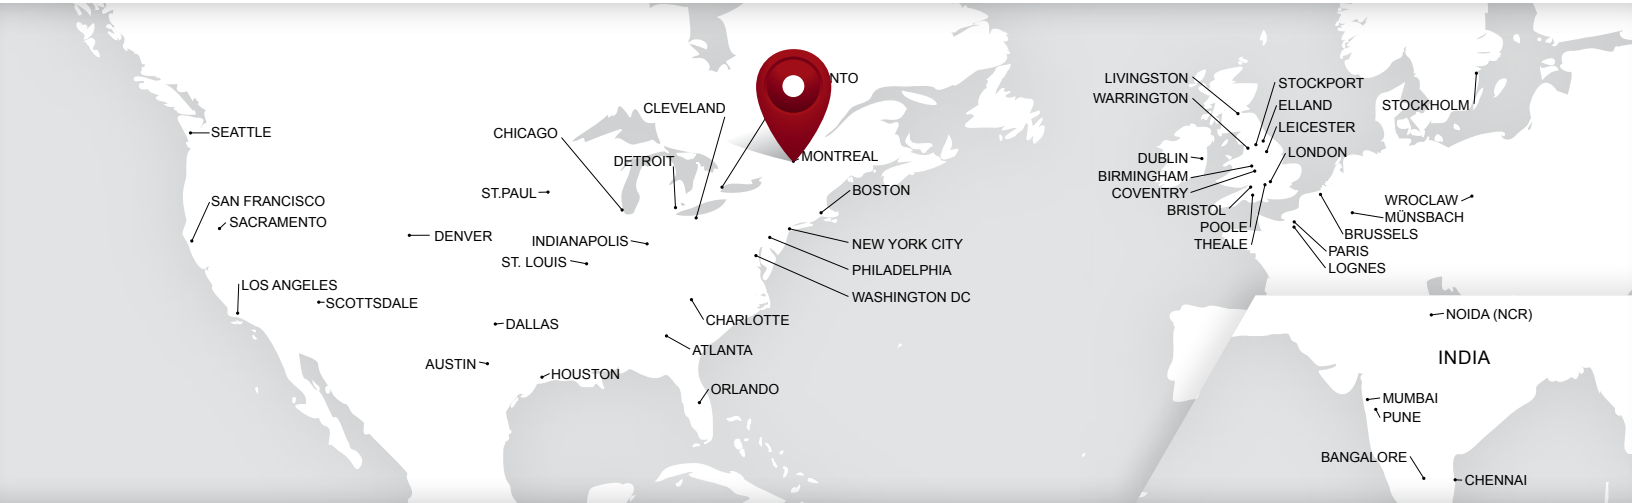 NTO
CLEVELAND
CHICAGO
SEATTLE
DETROIT
MONTREAL
ST.PAUL
BOSTON
SAN FRANCISCO
SACRAMENTO
DENVER
INDIANAPOLIS
NEW YORK CITY
ST. LOUIS
PHILADELPHIA
LOS ANGELES
WASHINGTON DC
SCOTTSDALE
DALLAS
CHARLOTTE
ATLANTA
AUSTIN
HOUSTON
ORLANDO
LIVINGSTON
STOCKPORT
WARRINGTON
ELLAND
STOCKHOLM
LEICESTER
LONDON
DUBLIN
BIRMINGHAM
COVENTRY
WROCLAW
BRISTOL
MÜNSBACH
POOLE
BRUSSELS
THEALE
PARIS
LOGNES
NOIDA (NCR)
INDIA
MUMBAI
PUNE
BANGALORE
CHENNAI